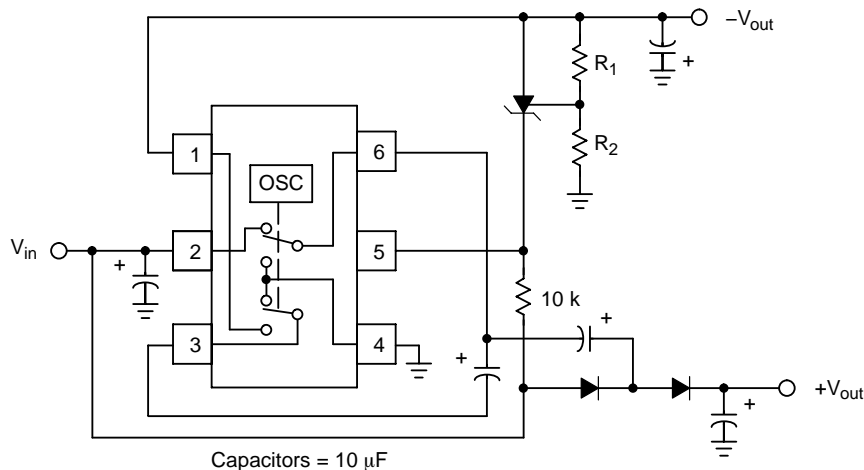 –Vout
R1
+
R2
1
6
OSC
Vin
2
5
+
10 k
+
3
4
+
+Vout
+
Capacitors = 10 µF